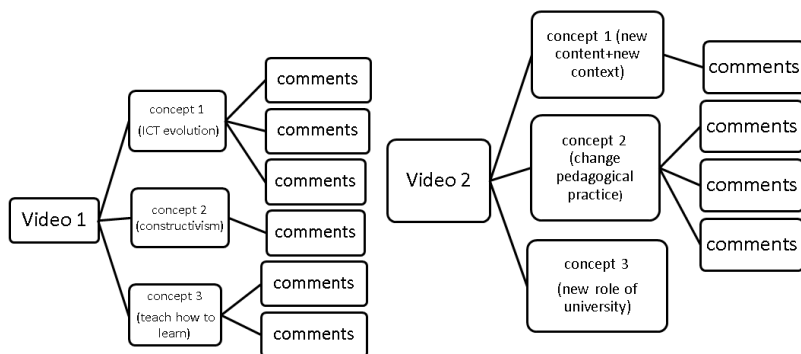 Video 1
concept 1
(ICT evolution)
comments
comments
comments
concept 2
(constructivism)
comments
concept 3
(teach how to
learn)
comments
comments
Video 2
concept 1 (new
content+new
context)
comments
concept 2
(change
pedagogical
practice)
comments
comments
comments
concept 3
(new role of
university)